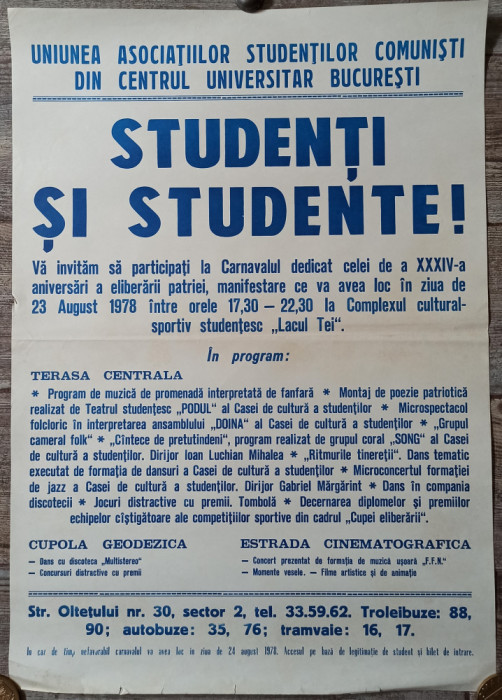 UNIUNEA ASOCIAȚIILOR STUDENȚILOR COMUNIȘTI
DIN CENTRUL UNIVERSITAR BUCUREȘTI
STUDENȚI
ȘI STUDENTE!
Vă invităm să participați la Carnavalul dedicat celei de a XXXIV-a
aniversări a eliberării patriei, manifestare ce va avea loc în ziua de
23 August 1978 între orele 17,30 — 22,30 la Complexul cultural-
sportiv studențesc „Lacul Tei".
In program:
TERASA CENTRALA
* Program de muzică de promenadă interpretată de fanfară * Montaj de poezie patriotică
realizat de Teatrul studențesc „PODUL" al Casei de cultură a studenților * Microspectacol
folcloric în interpretarea ansamblului „DOINA" al Casei de cultură a studenților * „Grupul
cameral folk" * „Cîntece de pretutindeni", program realizat de grupul coral „SONG" al Casei
de cultură a studenților. Dirijor Ioan Luchian Mihalea * „Ritmurile tinereții". Dans tematic
executat de formația de dansuri a Casei de cultură a studenților * Microconcertul formației
de jazz a Casei de cultură a studenților. Dirijor Gabriel Mărgărint * Dans în compania
discotecii * Jocuri distractive cu premii. Tombolă * Decernarea diplomelor și premiilor
echipelor cîștigătoare ale competițiilor sportive din cadrul „Cupei eliberării".
CUPOLA GEODEZICA
— Dans cu discoteca „Multistereo"
— Concursuri distractive cu premii
ESTRADA CINEMATOGRAFICA
— Concert prezentat de formația de muzică ușoară „F.F.N."
— Momente vesele. — Filme artistice și de animație
Str. Oltețului nr. 30, sector 2, tel. 33.59.62. Troleibuze: 88,
90; autobuze: 35, 76; tramvaie: 16, 17.
In caz de timp nefavorabil carnavalul va avea loc in ziua de 24 august 1978. Accesul pe bază de legitimație de student și bilet de intrare.